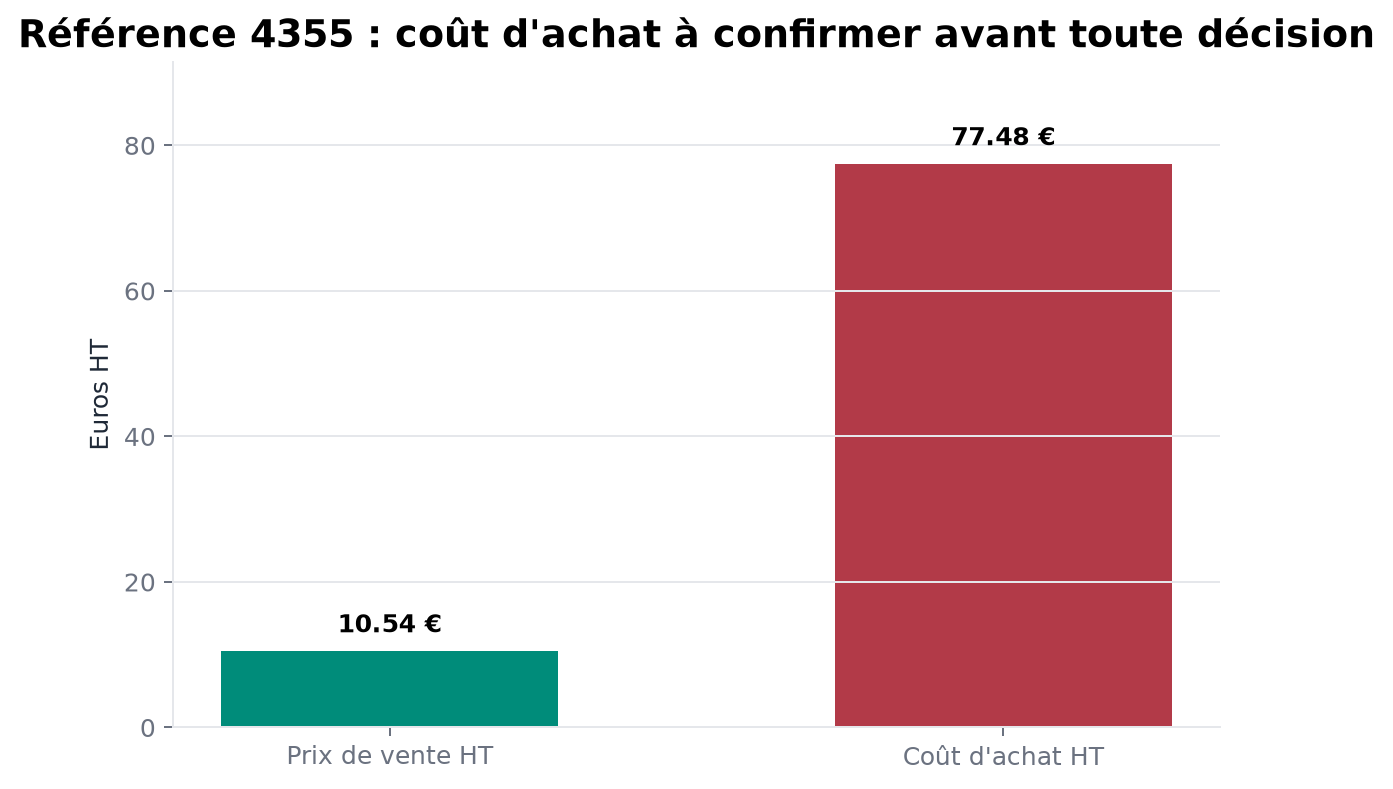 Référence 4355 : coût d'achat à confirmer avant toute décision
80
60
40
20
0
Euros HT
77.48 €
10.54 €
Prix de vente HT
Coût d'achat HT